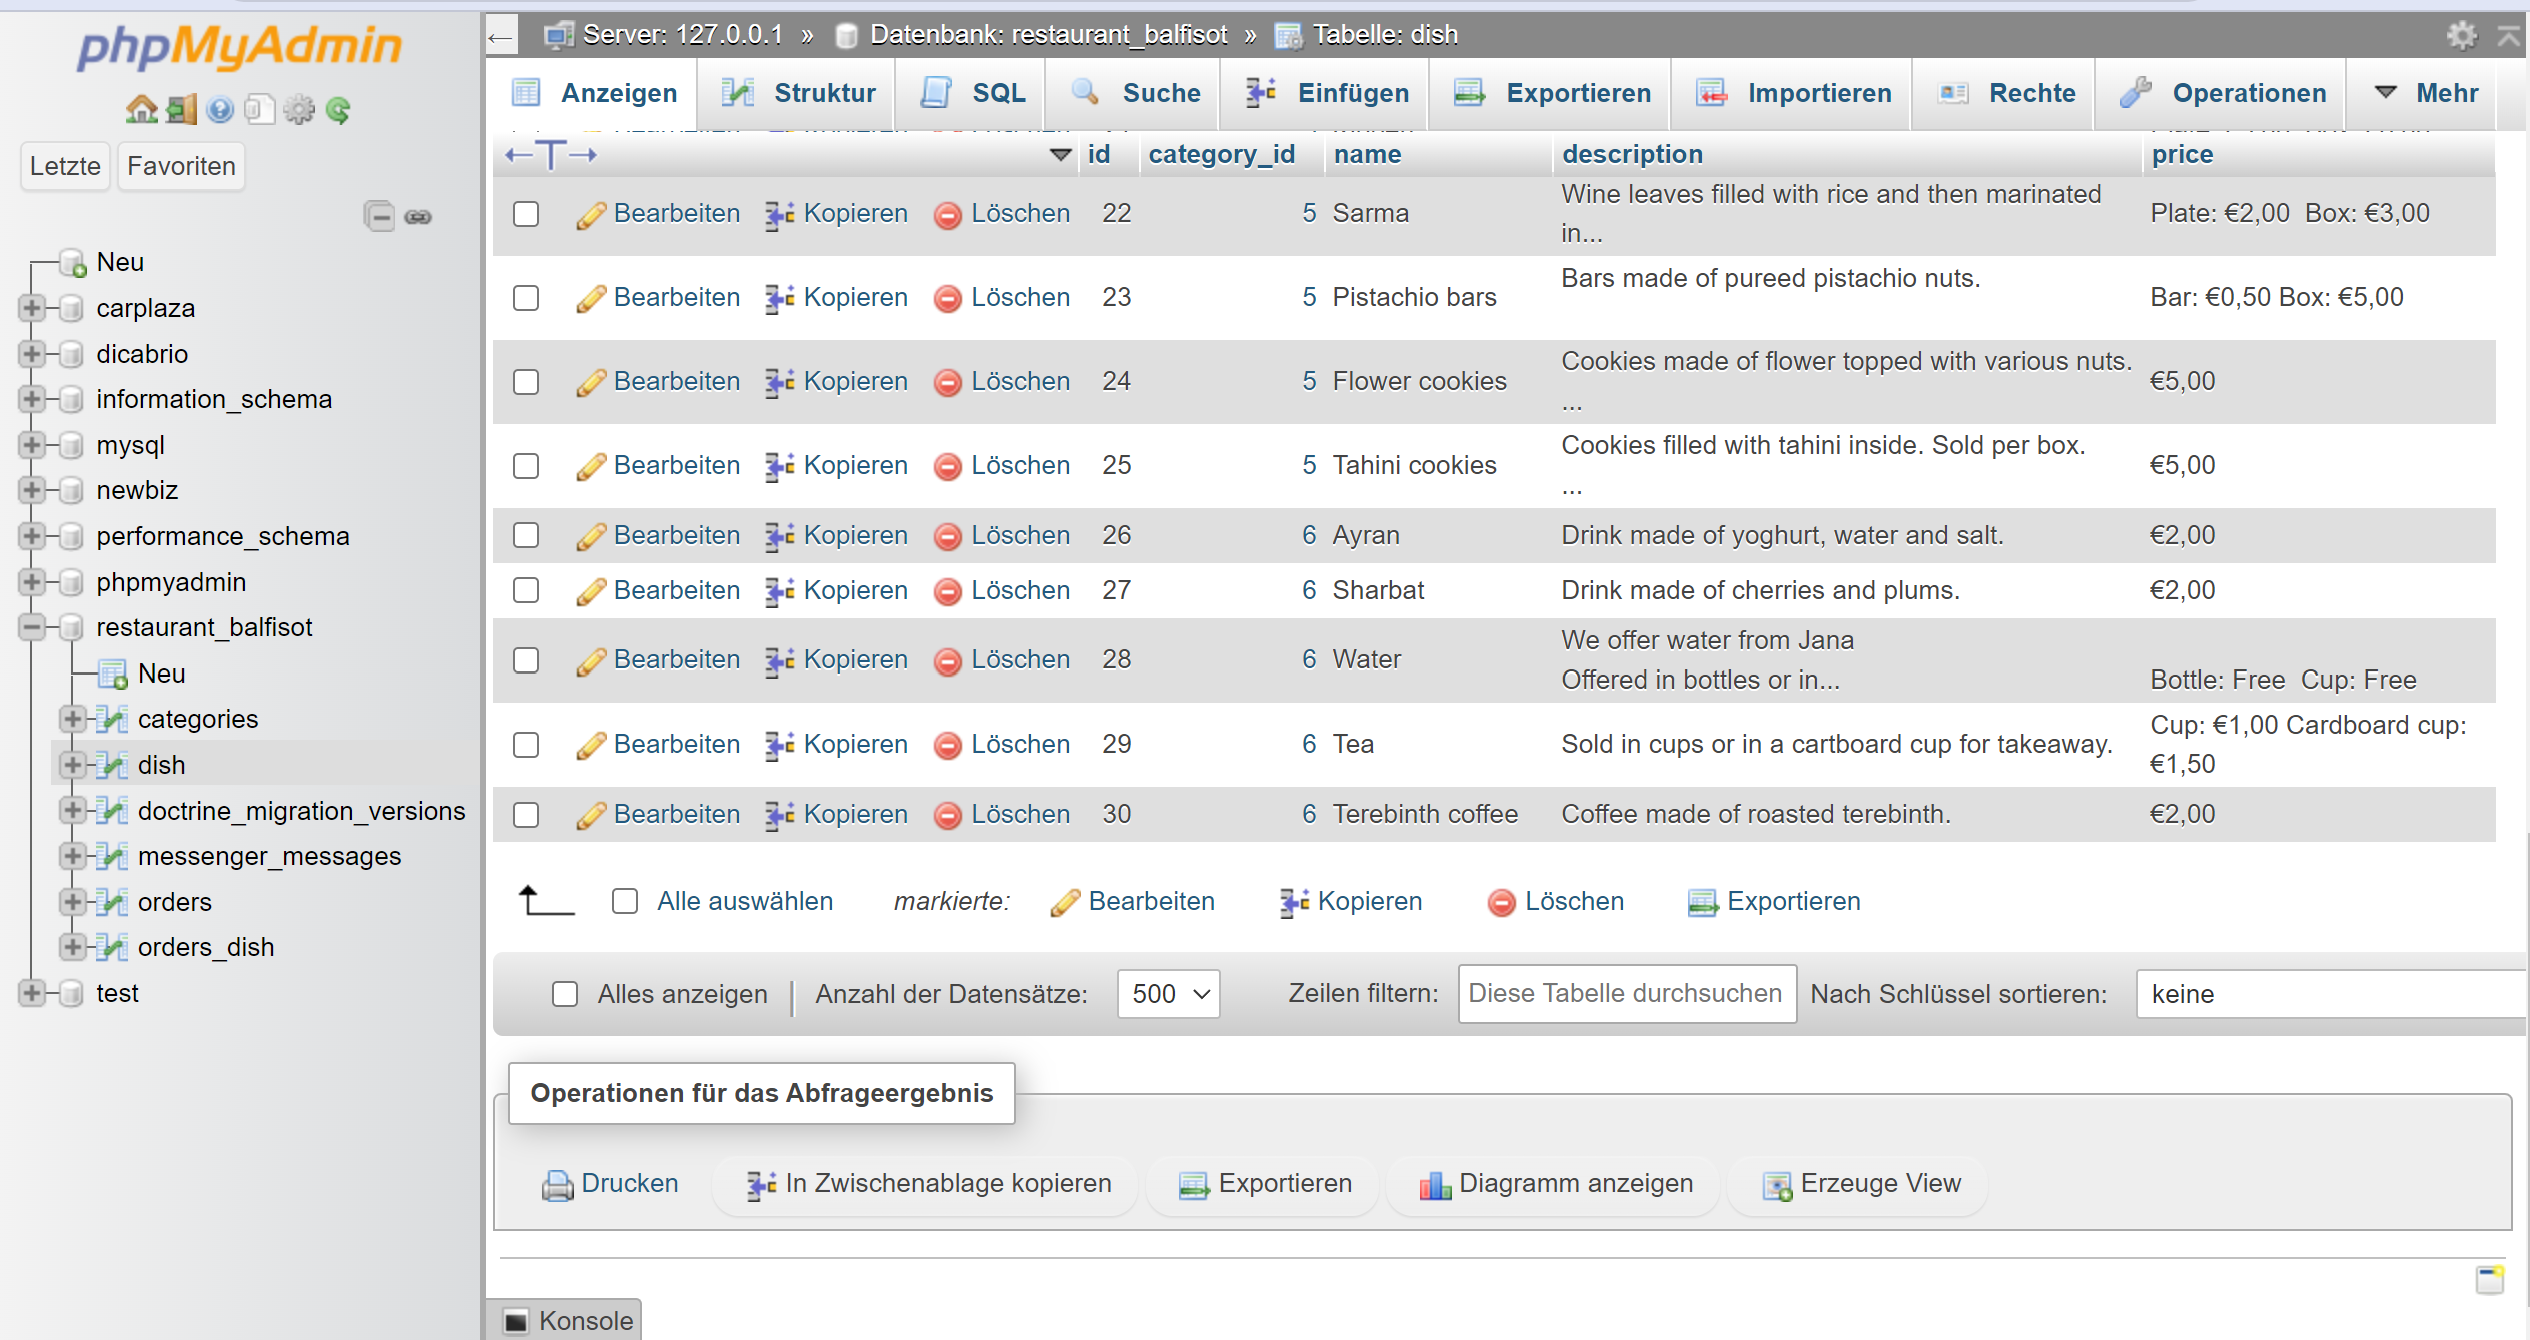 phpMyAdmin
Letzte Favoriten
Neu
carplaza
dicabrio
information_schema
mysql
newbiz
performance_schema
phpmyadmin
restaurant_balfisot
Neu
categories
dish
doctrine_migration_versions
messenger_messages
orders
orders_dish
test
← Server: 127.0.0.1 » Datenbank: restaurant_balfisot » Tabelle: dish
Anzeigen Struktur SQL Suche Einfügen Exportieren Importieren Rechte Operationen Mehr
←T→ id category_id name description price
Bearbeiten Kopieren Löschen 22 5 Sarma Wine leaves filled with rice and then marinated Plate: €2,00 Box: €3,00
in...
Bearbeiten Kopieren Löschen 23 5 Pistachio bars Bars made of pureed pistachio nuts. Bar: €0,50 Box: €5,00
Bearbeiten Kopieren Löschen 24 5 Flower cookies Cookies made of flower topped with various nuts. €5,00
...
Bearbeiten Kopieren Löschen 25 5 Tahini cookies Cookies filled with tahini inside. Sold per box. €5,00
...
Bearbeiten Kopieren Löschen 26 6 Ayran Drink made of yoghurt, water and salt. €2,00
Bearbeiten Kopieren Löschen 27 6 Sharbat Drink made of cherries and plums. €2,00
Bearbeiten Kopieren Löschen 28 6 Water We offer water from Jana
Offered in bottles or in... Bottle: Free Cup: Free
Bearbeiten Kopieren Löschen 29 6 Tea Sold in cups or in a cartboard cup for takeaway. Cup: €1,00 Cardboard cup:
€1,50
Bearbeiten Kopieren Löschen 30 6 Terebinth coffee Coffee made of roasted terebinth. €2,00
Alle auswählen markierte: Bearbeiten Kopieren Löschen Exportieren
Alles anzeigen | Anzahl der Datensätze: 500 Zeilen filtern: Diese Tabelle durchsuchen Nach Schlüssel sortieren: keine
Operationen für das Abfrageergebnis
Drucken In Zwischenablage kopieren Exportieren Diagramm anzeigen Erzeuge View
Konsole